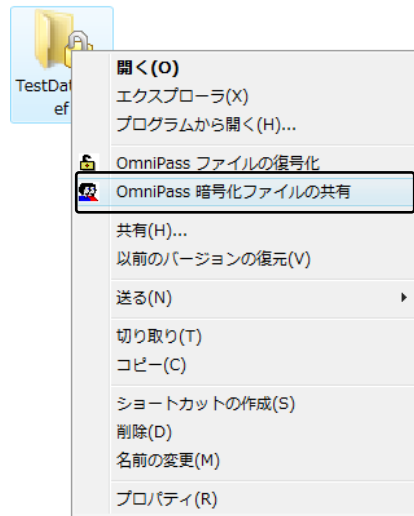 TestDat
ef
開く(O)
エクスプローラ(X)
プログラムから開く(H)...
OmniPass ファイルの復号化
OmniPass 暗号化ファイルの共有
共有(H)...
以前のバージョンの復元(V)
送る(N)
切り取り(T)
コピー(C)
ショートカットの作成(S)
削除(D)
名前の変更(M)
プロパティ(R)